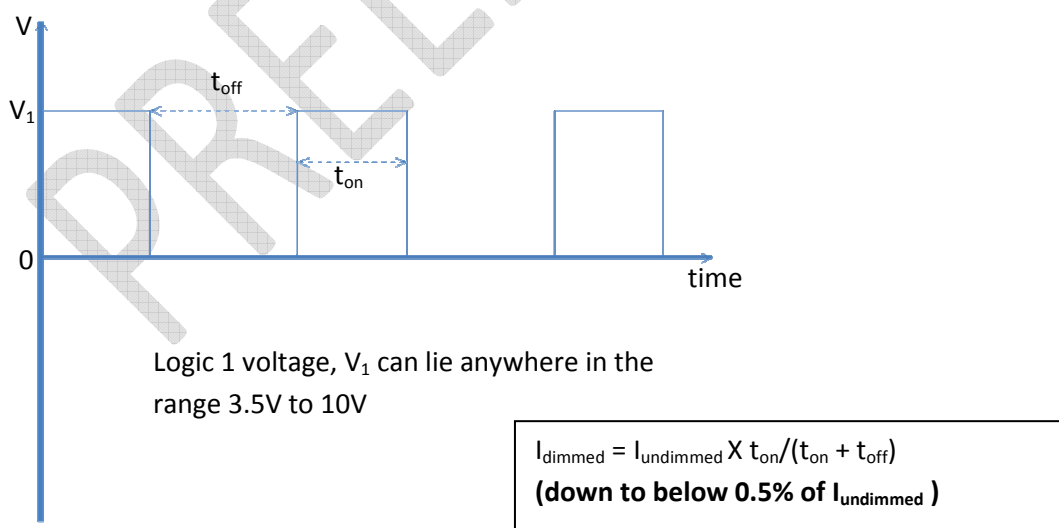 V
t_off
V_1
t_on
0
time
Logic 1 voltage, V_1 can lie anywhere in the
range 3.5V to 10V
I_dimmed = I_undimmed X t_on/(t_on + t_off)
(down to below 0.5% of I_undimmed )